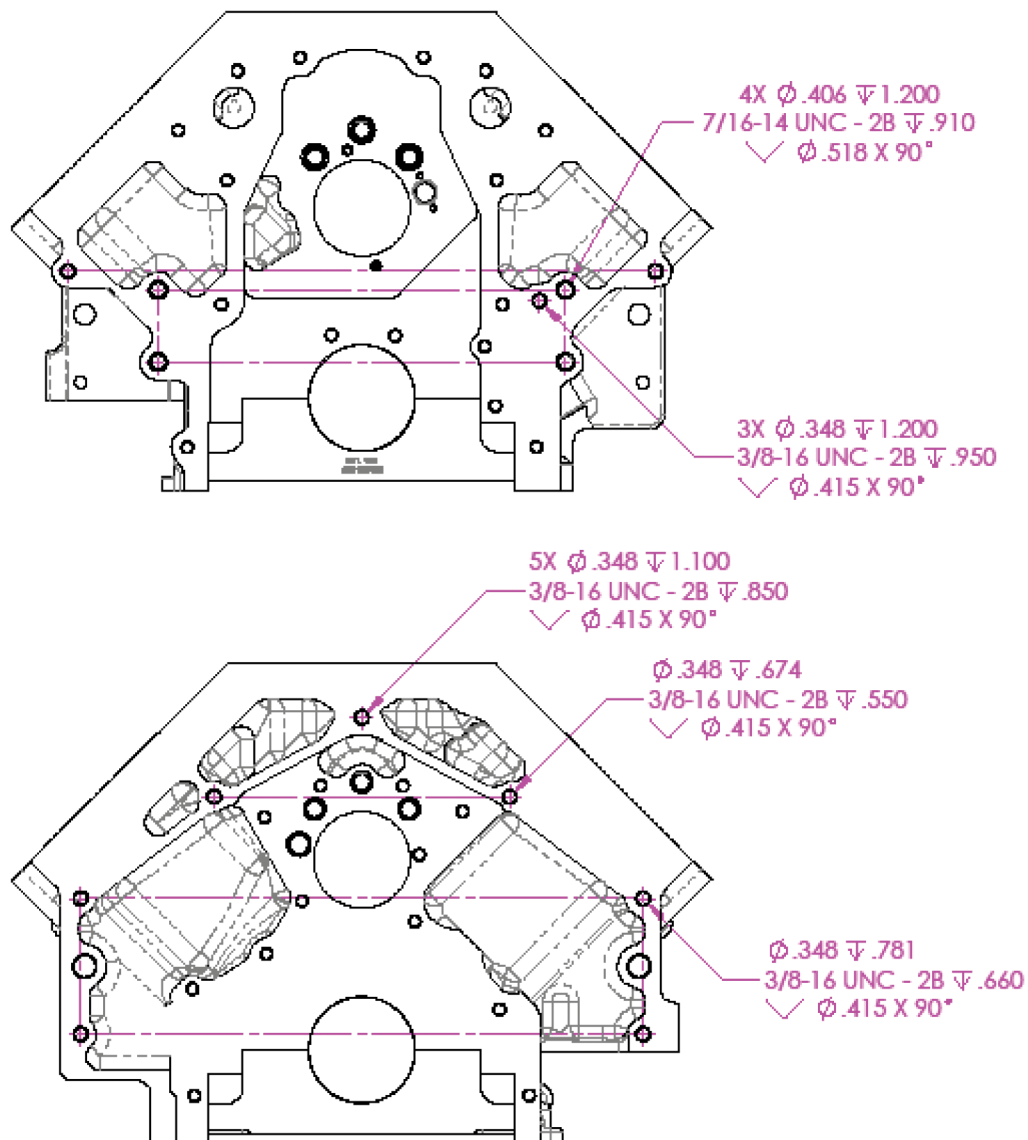 4X ⌀ .406 ↧ 1.200
7/16-14 UNC - 2B ↧ .910
⌵ ⌀ .518 X 90°
3X ⌀ .348 ↧ 1.200
3/8-16 UNC - 2B ↧ .950
⌵ ⌀ .415 X 90°
5X ⌀ .348 ↧ 1.100
3/8-16 UNC - 2B ↧ .850
⌵ ⌀ .415 X 90°
⌀ .348 ↧ .674
3/8-16 UNC - 2B ↧ .550
⌵ ⌀ .415 X 90°
⌀ .348 ↧ .781
3/8-16 UNC - 2B ↧ .660
⌵ ⌀ .415 X 90°